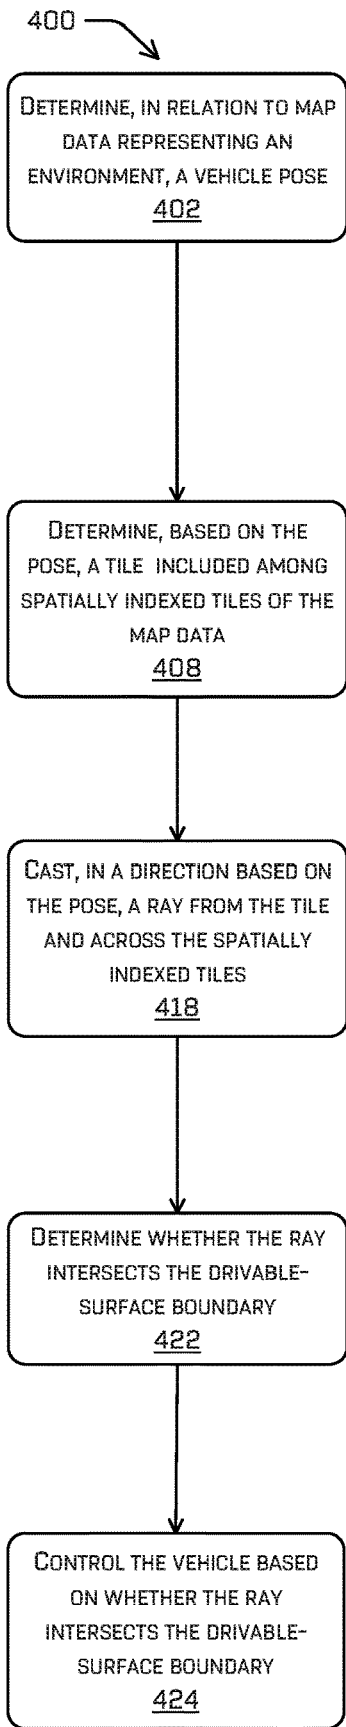 400
DETERMINE, IN RELATION TO MAP
DATA REPRESENTING AN
ENVIRONMENT, A VEHICLE POSE
402
DETERMINE, BASED ON THE
POSE, A TILE INCLUDED AMONG
SPATIALLY INDEXED TILES OF THE
MAP DATA
408
CAST, IN A DIRECTION BASED ON
THE POSE, A RAY FROM THE TILE
AND ACROSS THE SPATIALLY
INDEXED TILES
418
DETERMINE WHETHER THE RAY
INTERSECTS THE DRIVABLE-
SURFACE BOUNDARY
422
CONTROL THE VEHICLE BASED
ON WHETHER THE RAY
INTERSECTS THE DRIVABLE-
SURFACE BOUNDARY
424